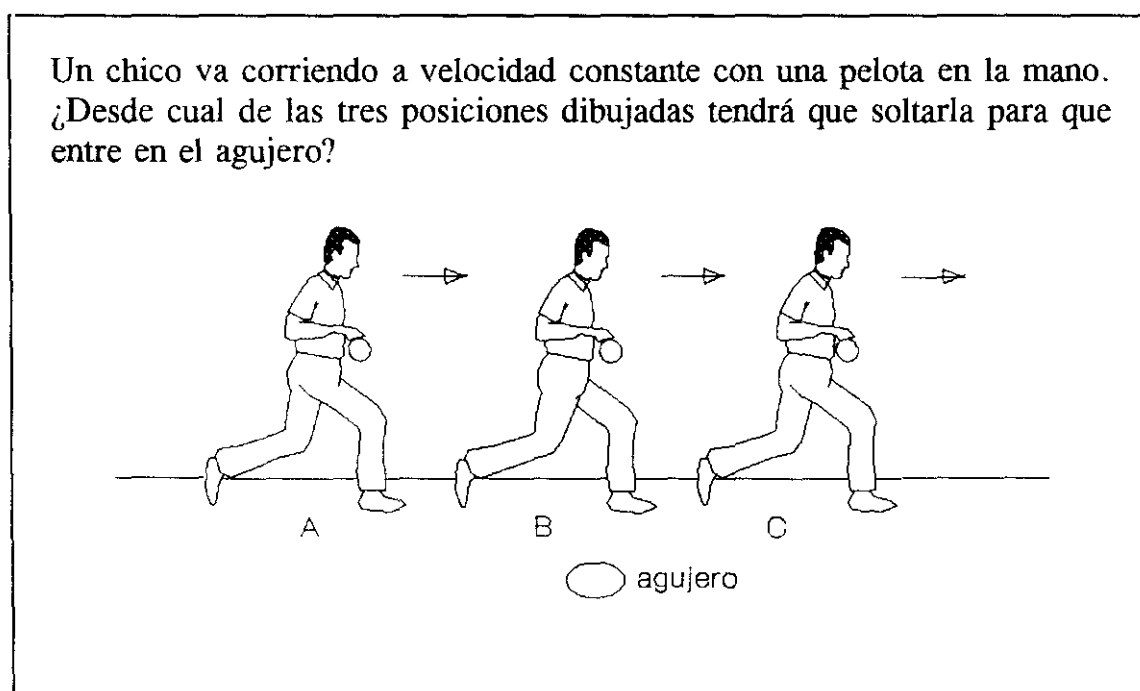 Un chico va corriendo a velocidad constante con una pelota en la mano.
¿Desde cual de las tres posiciones dibujadas tendrá que soltarla para que
entre en el agujero?
A B C
agujero